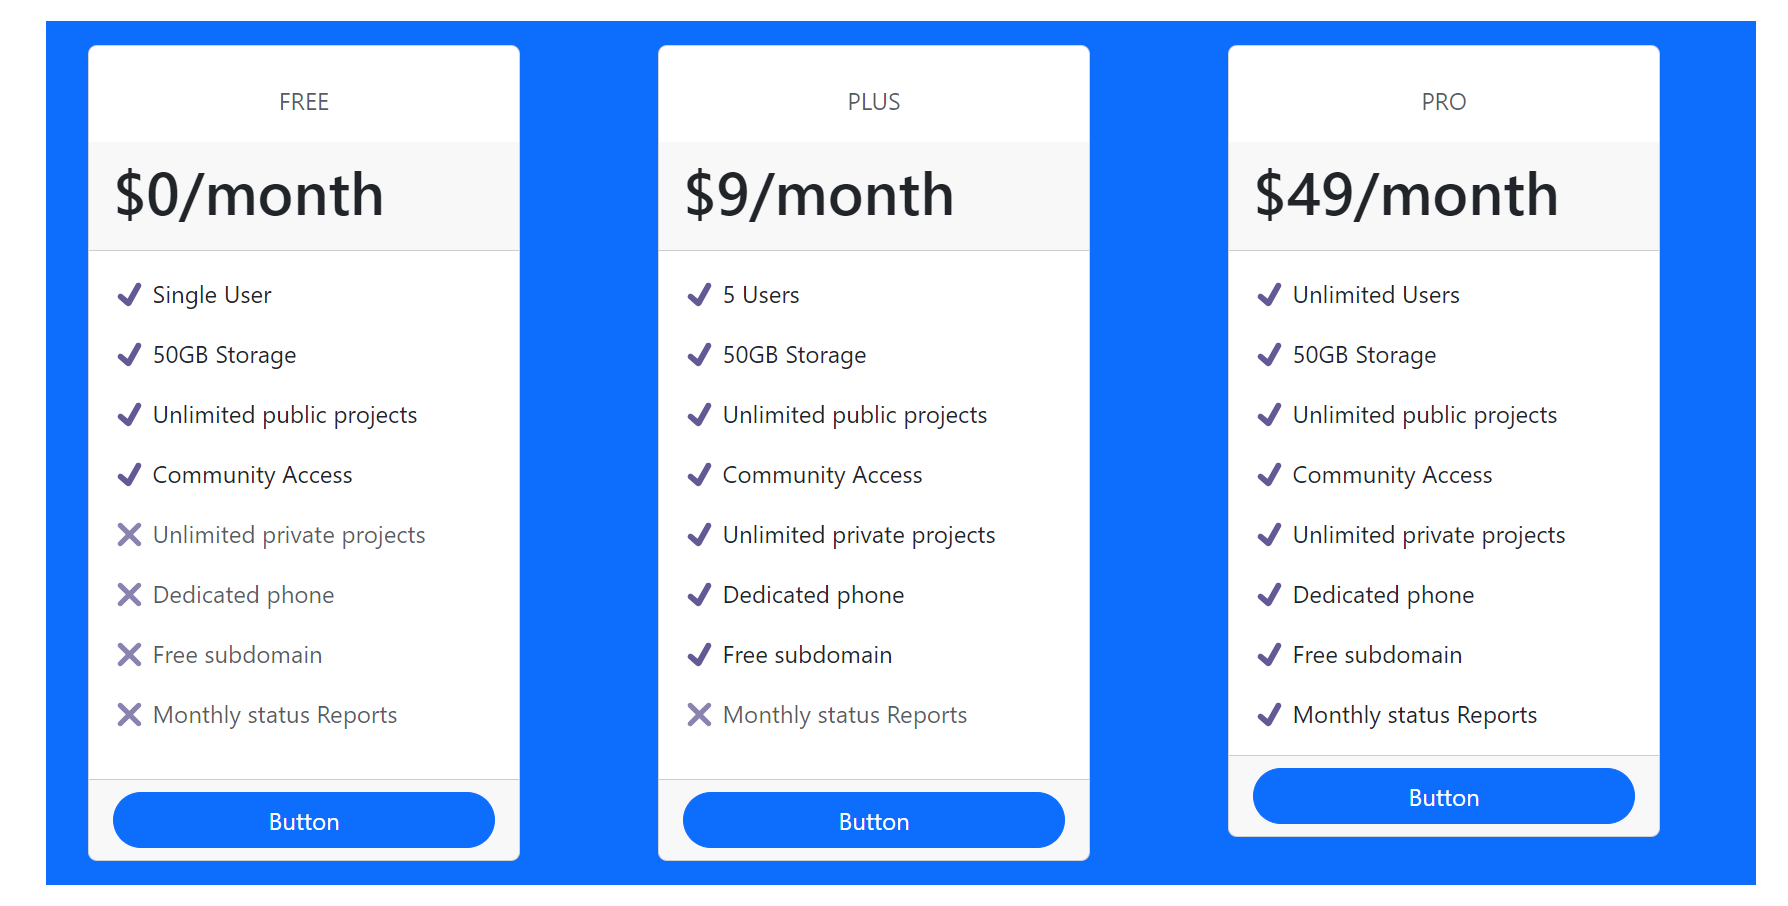 FREE
$0/month
Single User
50GB Storage
Unlimited public projects
Community Access
Unlimited private projects
Dedicated phone
Free subdomain
Monthly status Reports
Button
PLUS
$9/month
5 Users
50GB Storage
Unlimited public projects
Community Access
Unlimited private projects
Dedicated phone
Free subdomain
Monthly status Reports
Button
PRO
$49/month
Unlimited Users
50GB Storage
Unlimited public projects
Community Access
Unlimited private projects
Dedicated phone
Free subdomain
Monthly status Reports
Button